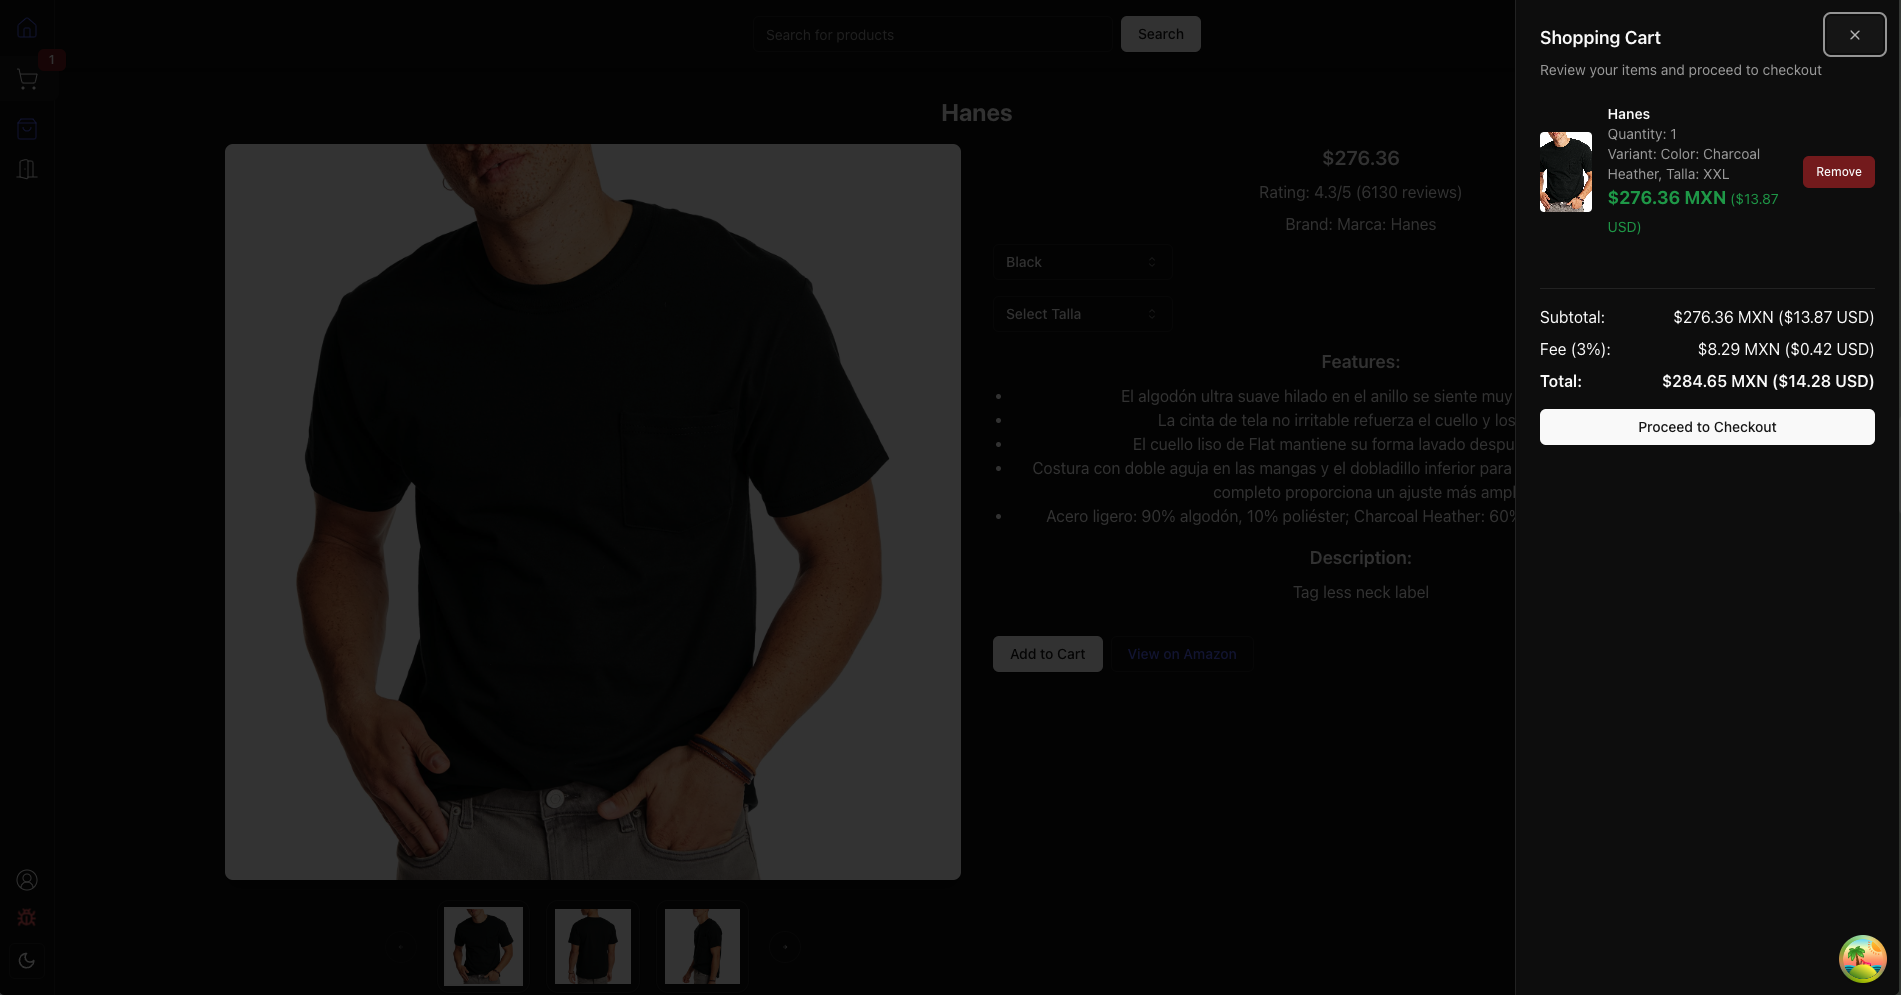 1
Search for products
Search
Hanes
$276.36
Rating: 4.3/5 (6130 reviews)
Brand: Marca: Hanes
Black
Select Talla
Features:
El algodón ultra suave hilado en el anillo se siente muy
La cinta de tela no irritable refuerza el cuello y los
El cuello liso de Flat mantiene su forma lavado despu
Costura con doble aguja en las mangas y el dobladillo inferior para
completo proporciona un ajuste más ampl
Acero ligero: 90% algodón, 10% poliéster; Charcoal Heather: 60%
Description:
Tag less neck label
Add to Cart
View on Amazon
Shopping Cart
Review your items and proceed to checkout
Hanes
Quantity: 1
Variant: Color: Charcoal
Heather, Talla: XXL
$276.36 MXN ($13.87
USD)
Remove
Subtotal: $276.36 MXN ($13.87 USD)
Fee (3%): $8.29 MXN ($0.42 USD)
Total: $284.65 MXN ($14.28 USD)
Proceed to Checkout